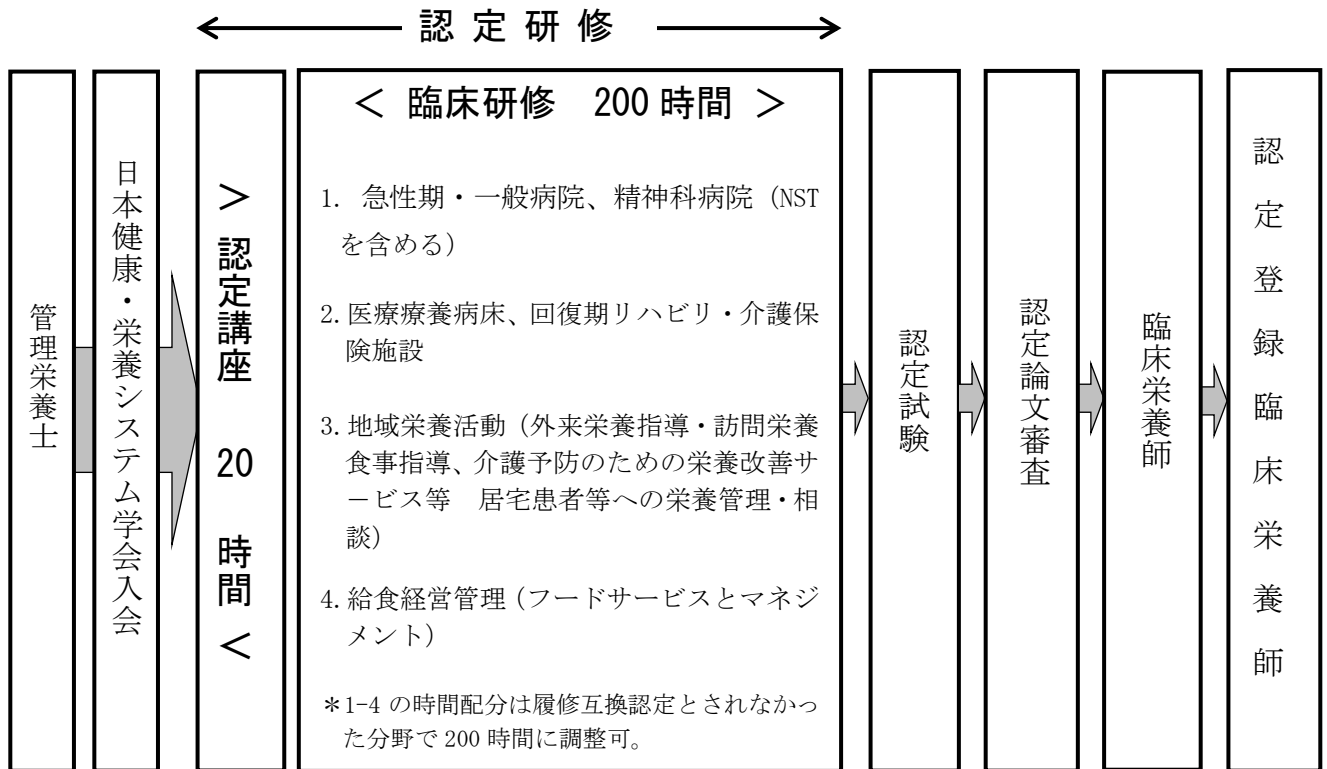 認定研修
管理栄養士
日本健康・栄養システム学会入会
＞認定講座　20　時間＜
＜ 臨床研修　200 時間 ＞
1. 急性期・一般病院、精神科病院（NST
を含める）
2. 医療療養病床、回復期リハビリ・介護保
険施設
3. 地域栄養活動（外来栄養指導・訪問栄養
食事指導、介護予防のための栄養改善サ
ービス等　居宅患者等への栄養管理・相
談）
4. 給食経営管理（フードサービスとマネジ
メント）
＊1-4 の時間配分は履修互換認定とされなかっ
た分野で 200 時間に調整可。
認定試験
認定論文審査
臨床栄養師
認定登録臨床栄養師